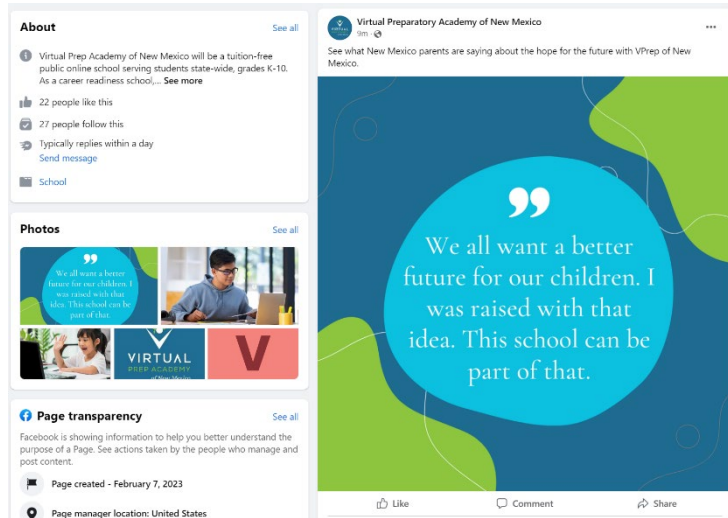 About
See all
Virtual Prep Academy of New Mexico will be a tuition-free
public online school serving students state-wide, grades K-10.
As a career readiness school,... See more
22 people like this
27 people follow this
Typically replies within a day
Send message
School
Photos
See all
We all want a better
future for our children. I
was raised with that
idea. This school can be
part of that.
VIRTUAL
PREP ACADEMY
of New Mexico
V
Page transparency
See all
Facebook is showing information to help you better understand the
purpose of a Page. See actions taken by the people who manage and
post content.
Page created - February 7, 2023
Page manager location: United States
Virtual Preparatory Academy of New Mexico
9m
See what New Mexico parents are saying about the hope for the future with VPrep of New
Mexico.
We all want a better
future for our children. I
was raised with that
idea. This school can be
part of that.
Like
Comment
Share